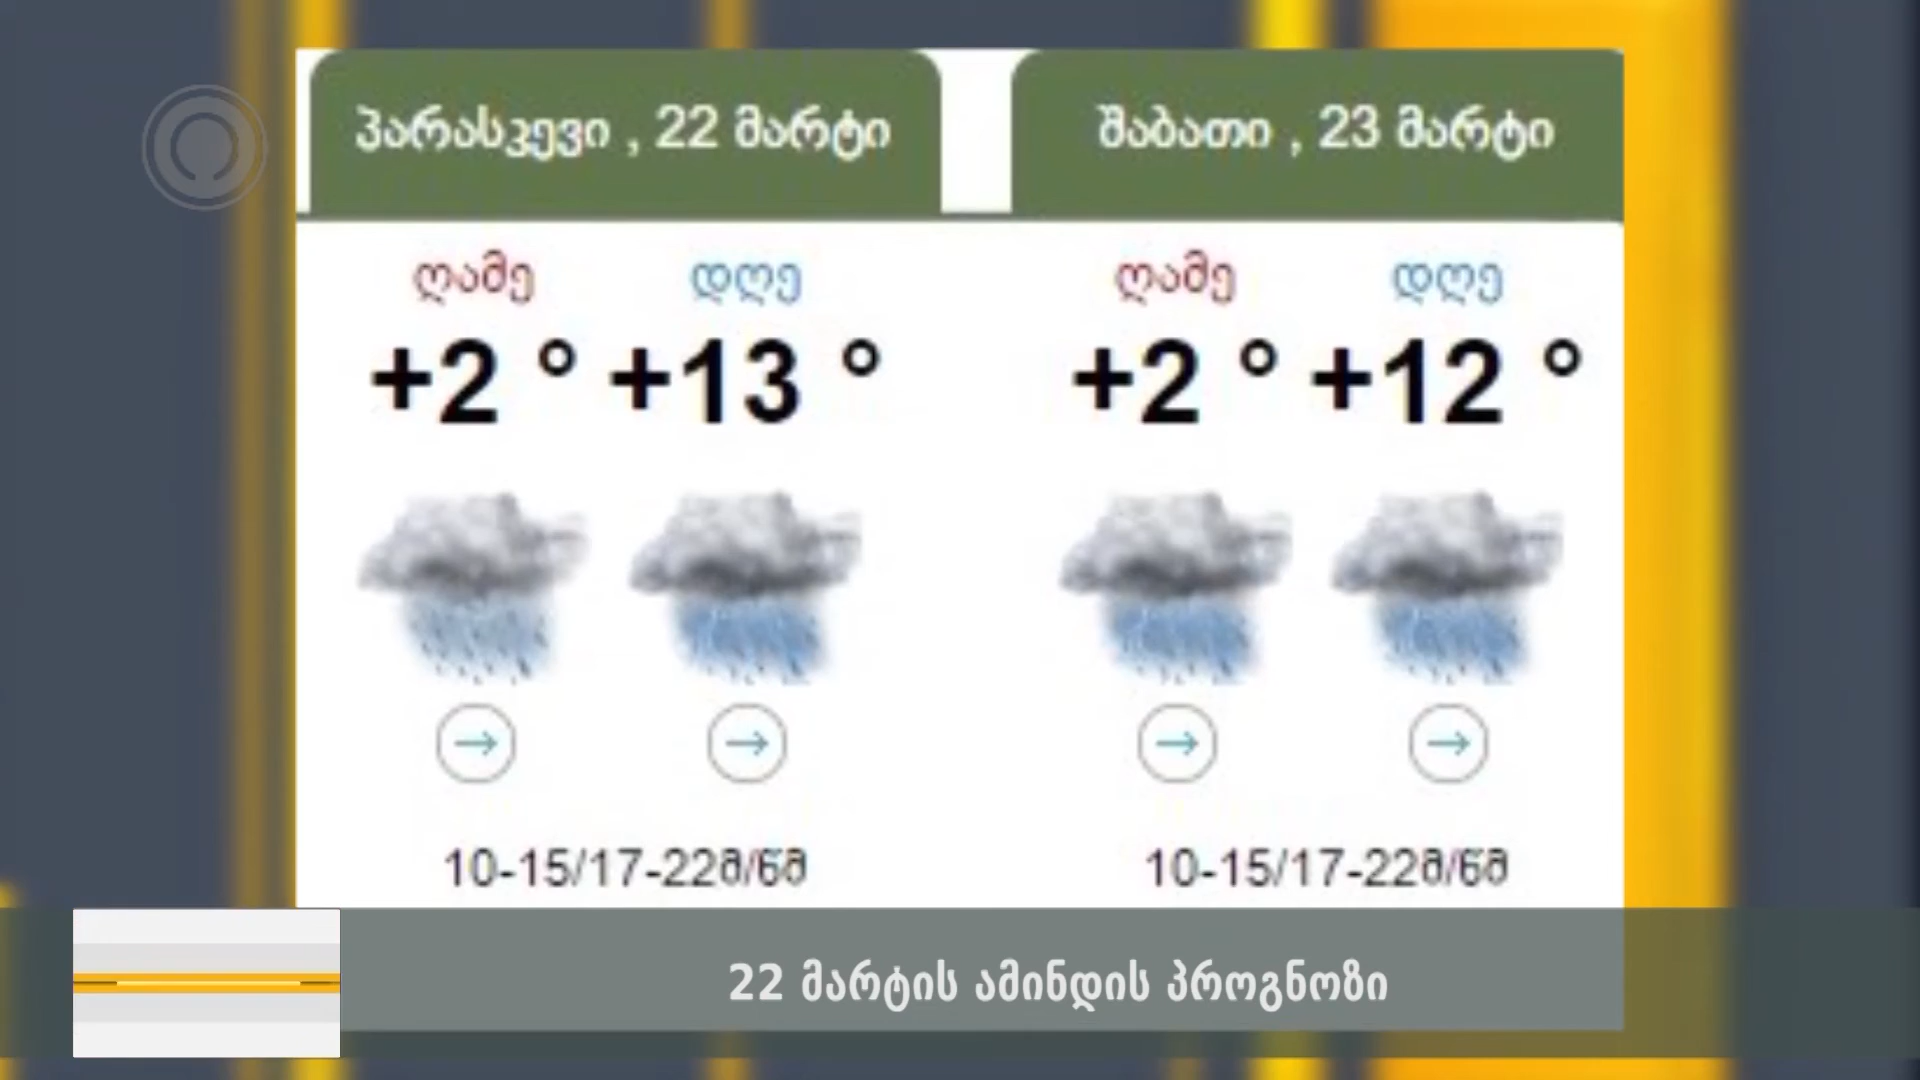 პარასკევი , 22 მარტი
შაბათი , 23 მარტი
ღამე დღე
+2 ° +13 °
ღამე დღე
+2 ° +12 °
10-15/17-22მ/წმ
10-15/17-22მ/წმ
22 მარტის ამინდის პროგნოზი